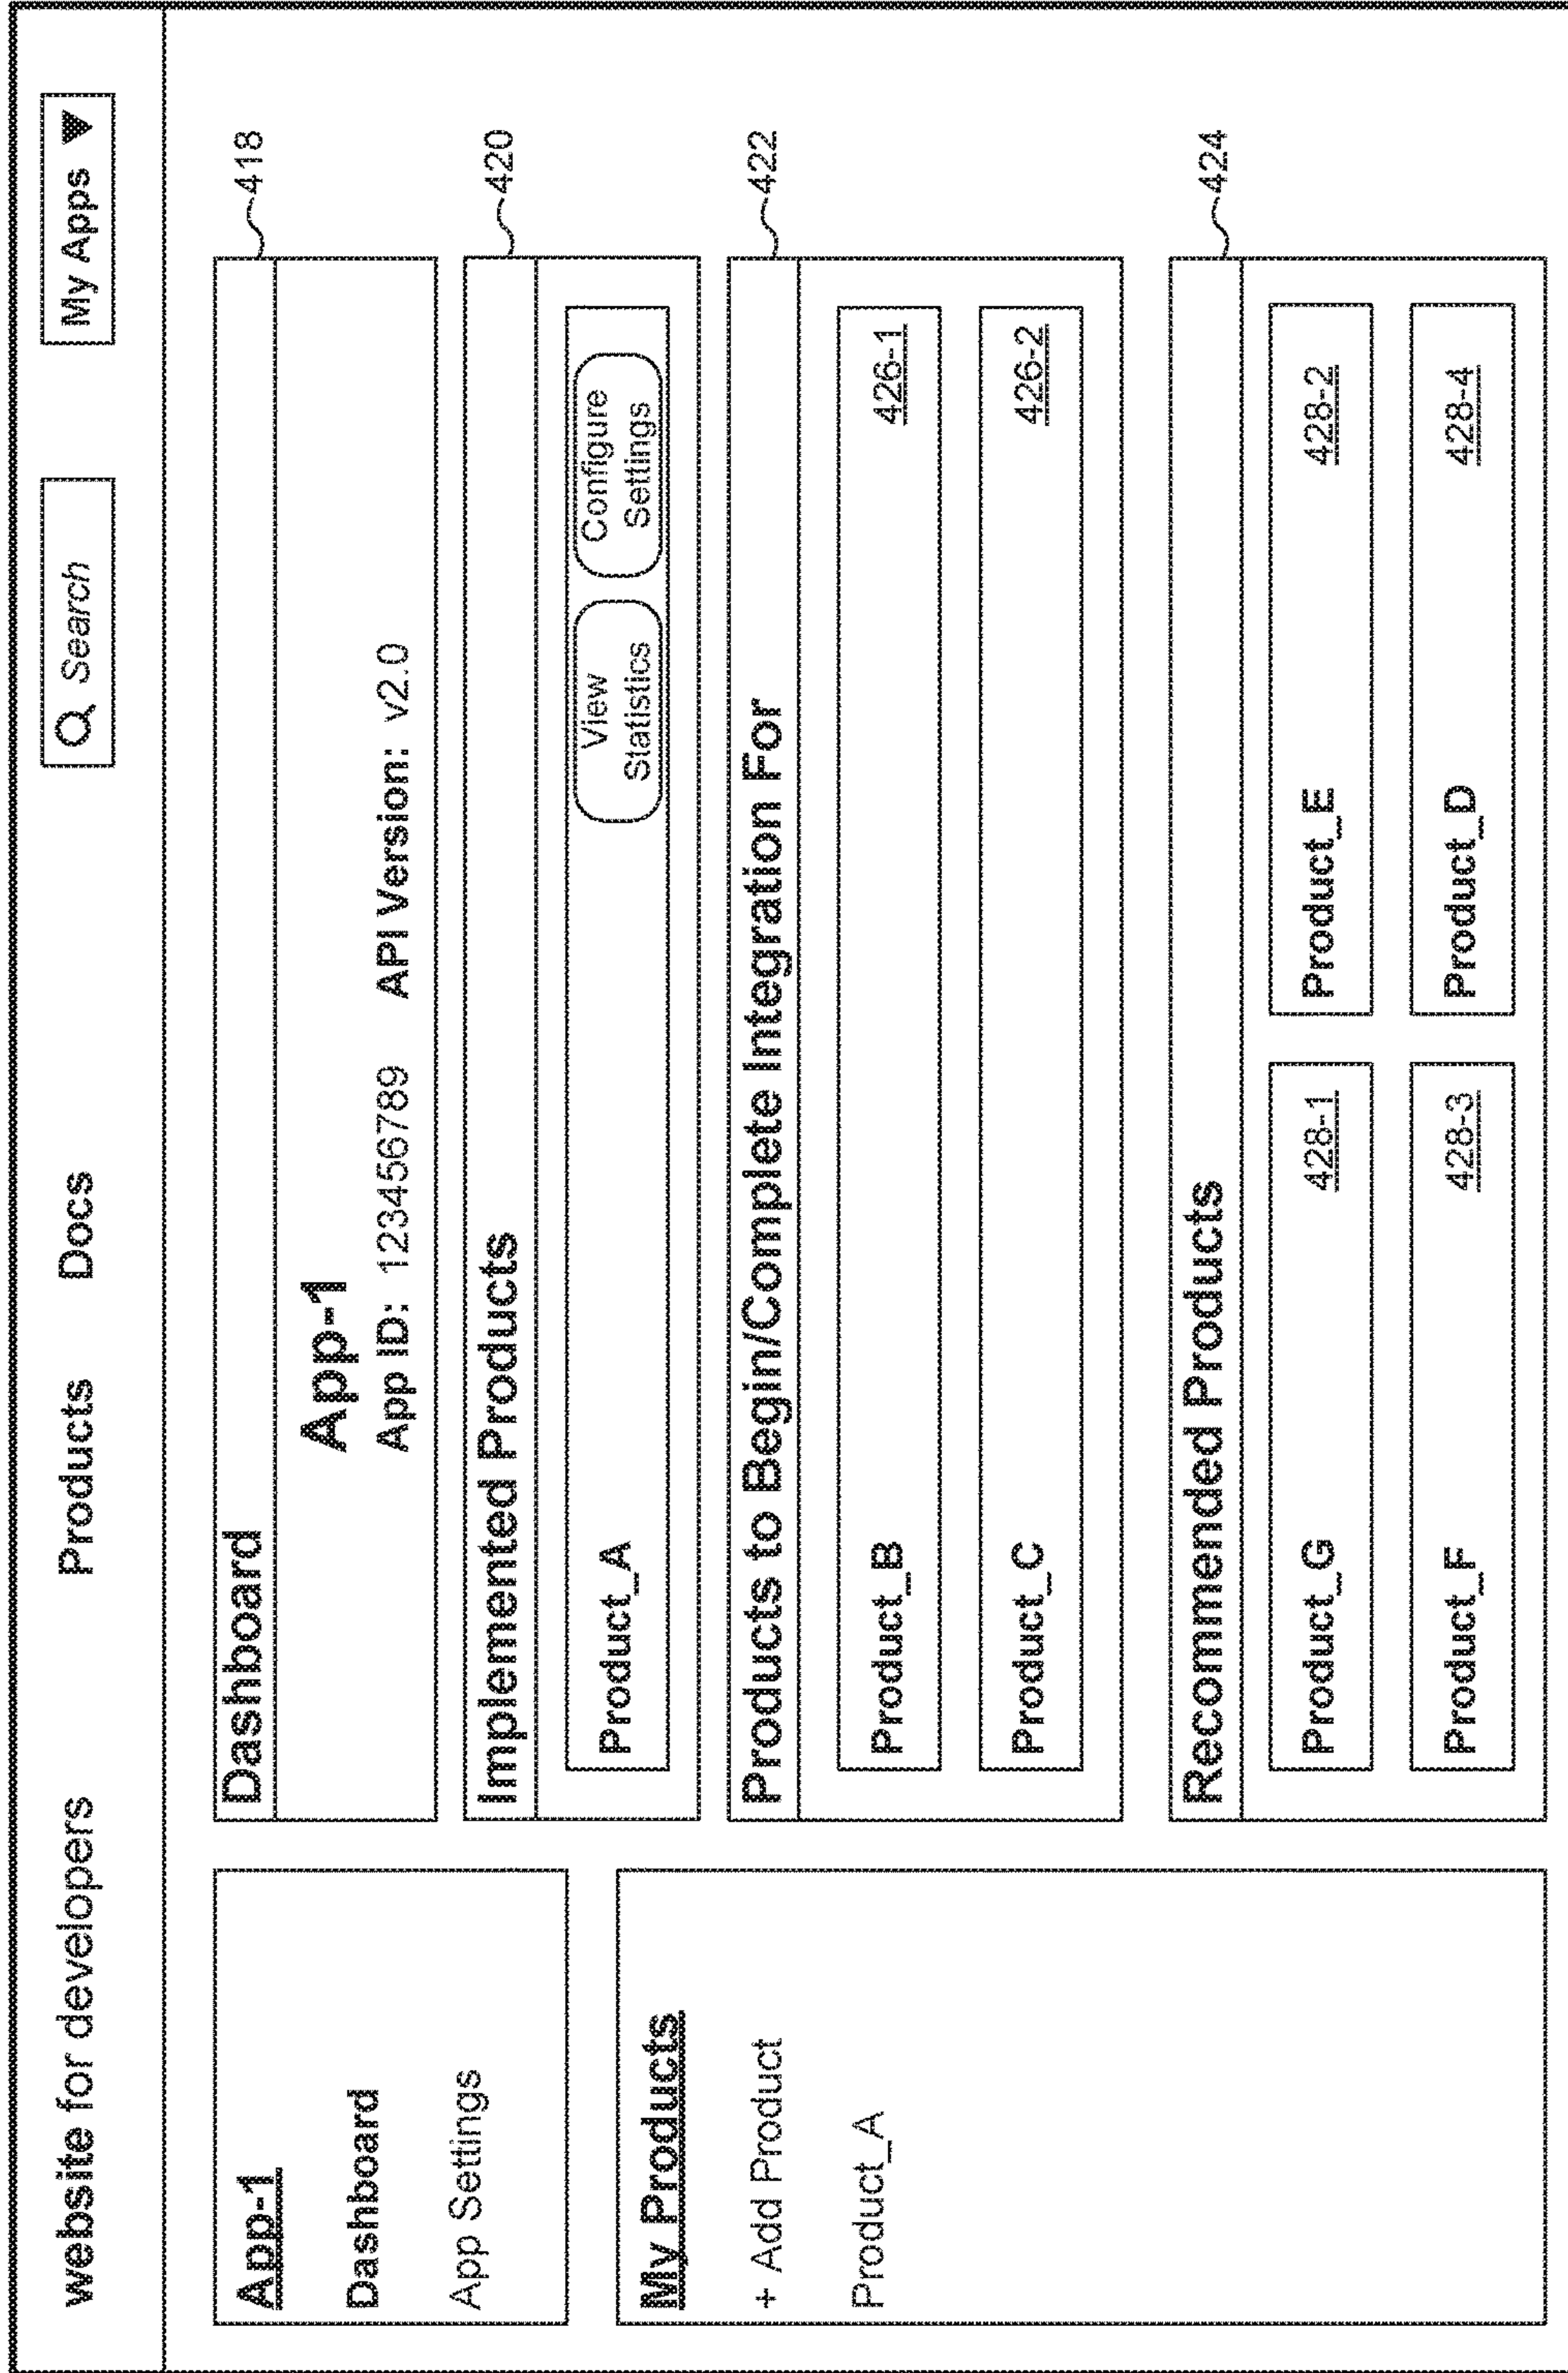 website for developers
Products
Docs
Search
My Apps ▼
App-1
Dashboard
App Settings
My Products
+ Add Product
Product_A
Dashboard
418
App-1
App ID: 123456789 API Version: v2.0
Implemented Products
420
Product_A
View
Statistics
Configure
Settings
Products to Begin/Complete Integration For
422
Product_B 426-1
Product_C 426-2
Recommended Products
424
Product_G 428-1
Product_E 428-2
Product_F 428-3
Product_D 428-4